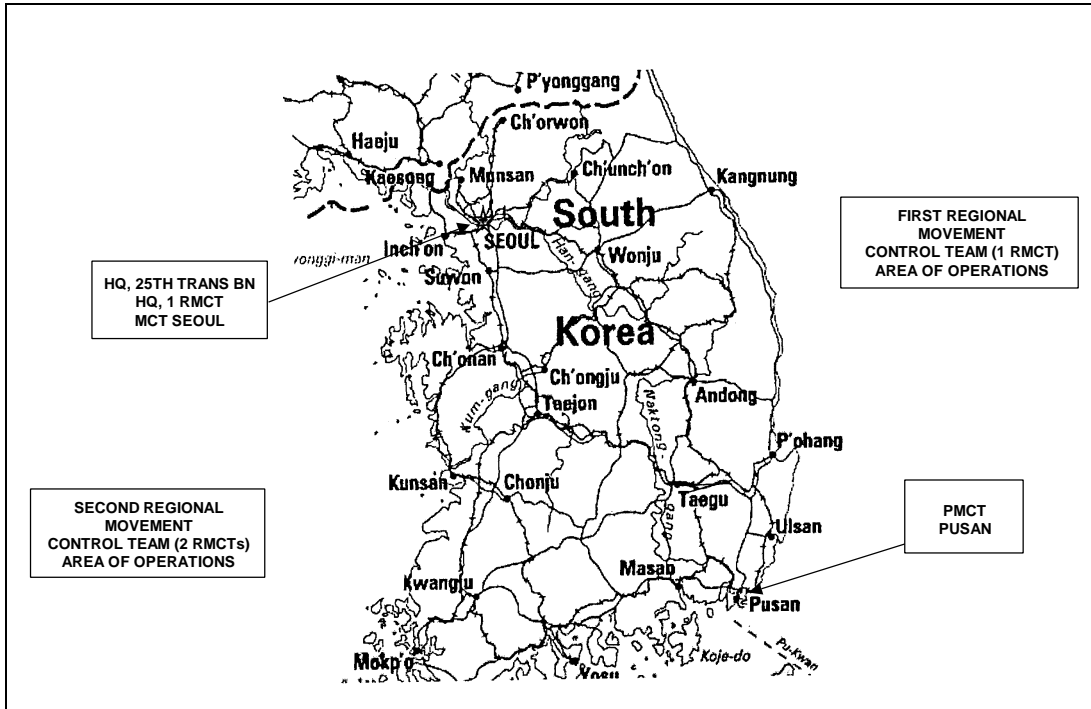 P'yonggang
Ch'orwon
Haeju
Kaesong
Munsan
Ch'unch'on
Kangnung
South
SEOUL
Inch'on
Han-gang
Wonju
Suwon
FIRST REGIONAL
MOVEMENT
CONTROL TEAM (1 RMCT)
AREA OF OPERATIONS
HQ, 25TH TRANS BN
HQ, 1 RMCT
MCT SEOUL
Korea
Ch'onan
Ch'ongju
Kum-gang
Taejon
Andong
Naktong-
gang
P'ohang
Kunsan
Chonju
Taegu
Ulsan
SECOND REGIONAL
MOVEMENT
CONTROL TEAM (2 RMCTs)
AREA OF OPERATIONS
PMCT
PUSAN
Masan
Kwangju
Pusan
Mokp'o
Koje-do
Pu-kwan
Yosu